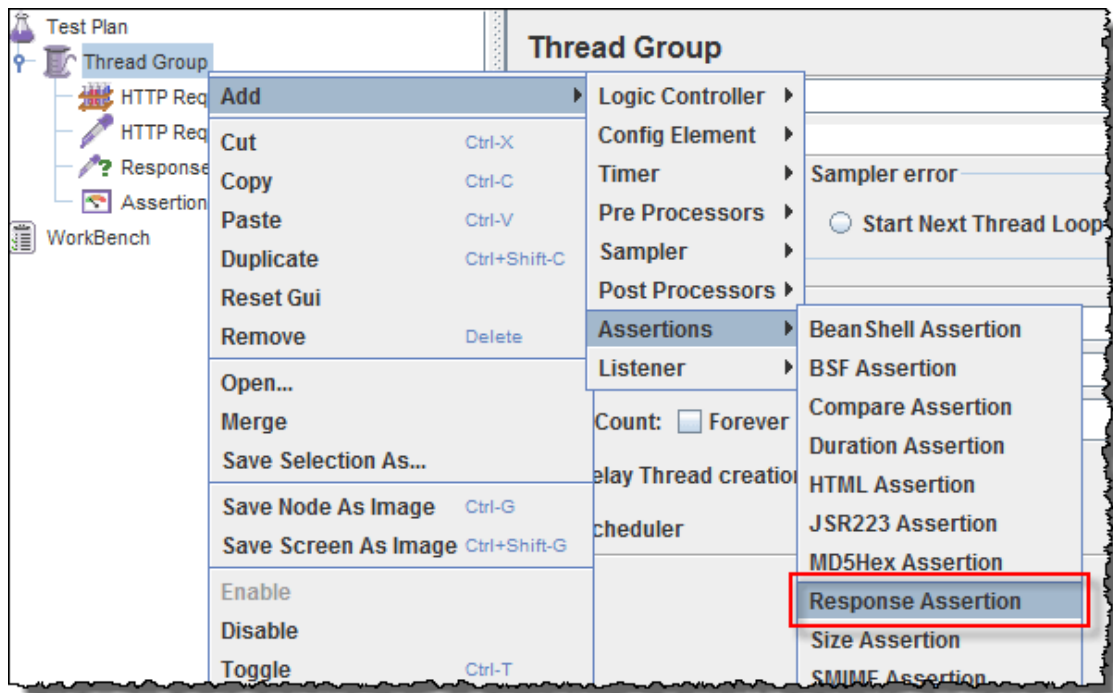 Test Plan
Thread Group
Thread Group
HTTP Req
Add
Logic Controller
HTTP Req
Cut Ctrl-X
Config Element
Response
Copy Ctrl-C
Timer
Sampler error
Assertion
Paste Ctrl-V
Pre Processors
Start Next Thread Loop
WorkBench
Duplicate Ctrl+Shift-C
Sampler
Reset Gui
Post Processors
Remove Delete
Assertions
BeanShell Assertion
Open...
Listener
BSF Assertion
Merge
Count: Forever
Compare Assertion
Save Selection As...
Duration Assertion
elay Thread creation
HTML Assertion
Save Node As Image Ctrl-G
cheduler
JSR223 Assertion
Save Screen As Image Ctrl+Shift-G
MD5Hex Assertion
Enable
Response Assertion
Disable
Size Assertion
Toggle Ctrl-T
SMIME Assertion